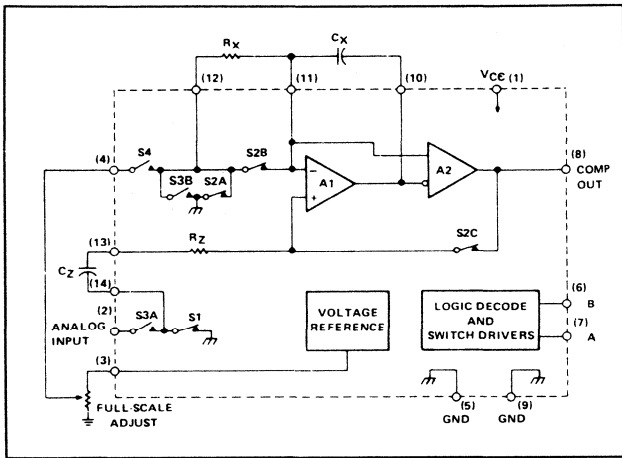 RX
CX
(12)
(11)
(10)
VCC (1)
(4)
S4
S2B
S3B
S2A
A1
A2
(8)
COMP
OUT
(13)
RZ
S2C
CZ
(14)
(2)
ANALOG
INPUT
S3A
S1
VOLTAGE
REFERENCE
LOGIC DECODE
AND
SWITCH DRIVERS
(6)
B
(7)
A
(3)
FULL-SCALE
ADJUST
(5)
GND
(9)
GND